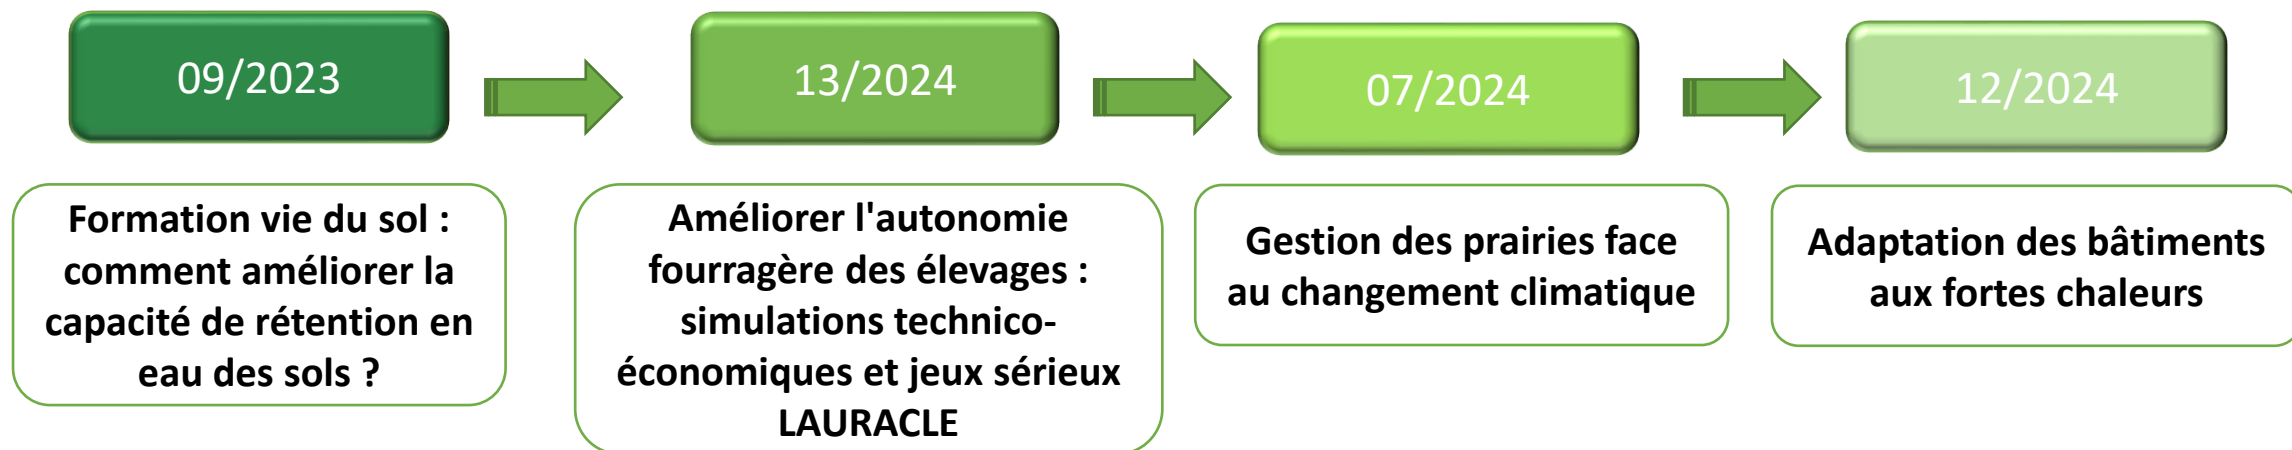 09/2023
13/2024
07/2024
12/2024
Formation vie du sol :
comment améliorer la
capacité de rétention en
eau des sols ?
Améliorer l'autonomie
fourragère des élevages :
simulations technico-
économiques et jeux sérieux
LAURACLE
Gestion des prairies face
au changement climatique
Adaptation des bâtiments
aux fortes chaleurs